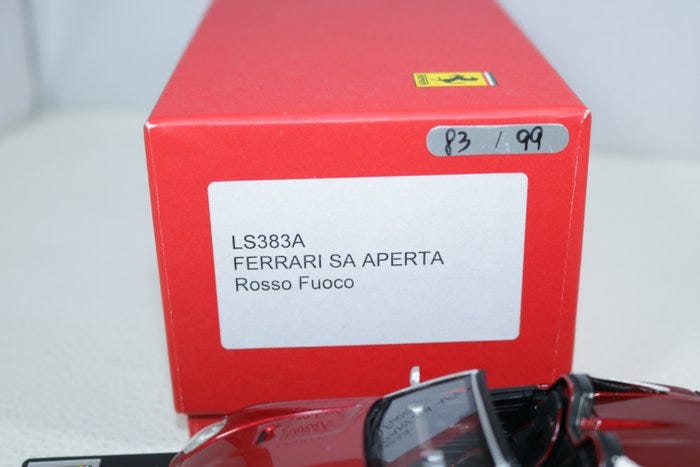 83 / 99
LS383A
FERRARI SA APERTA
Rosso Fuoco